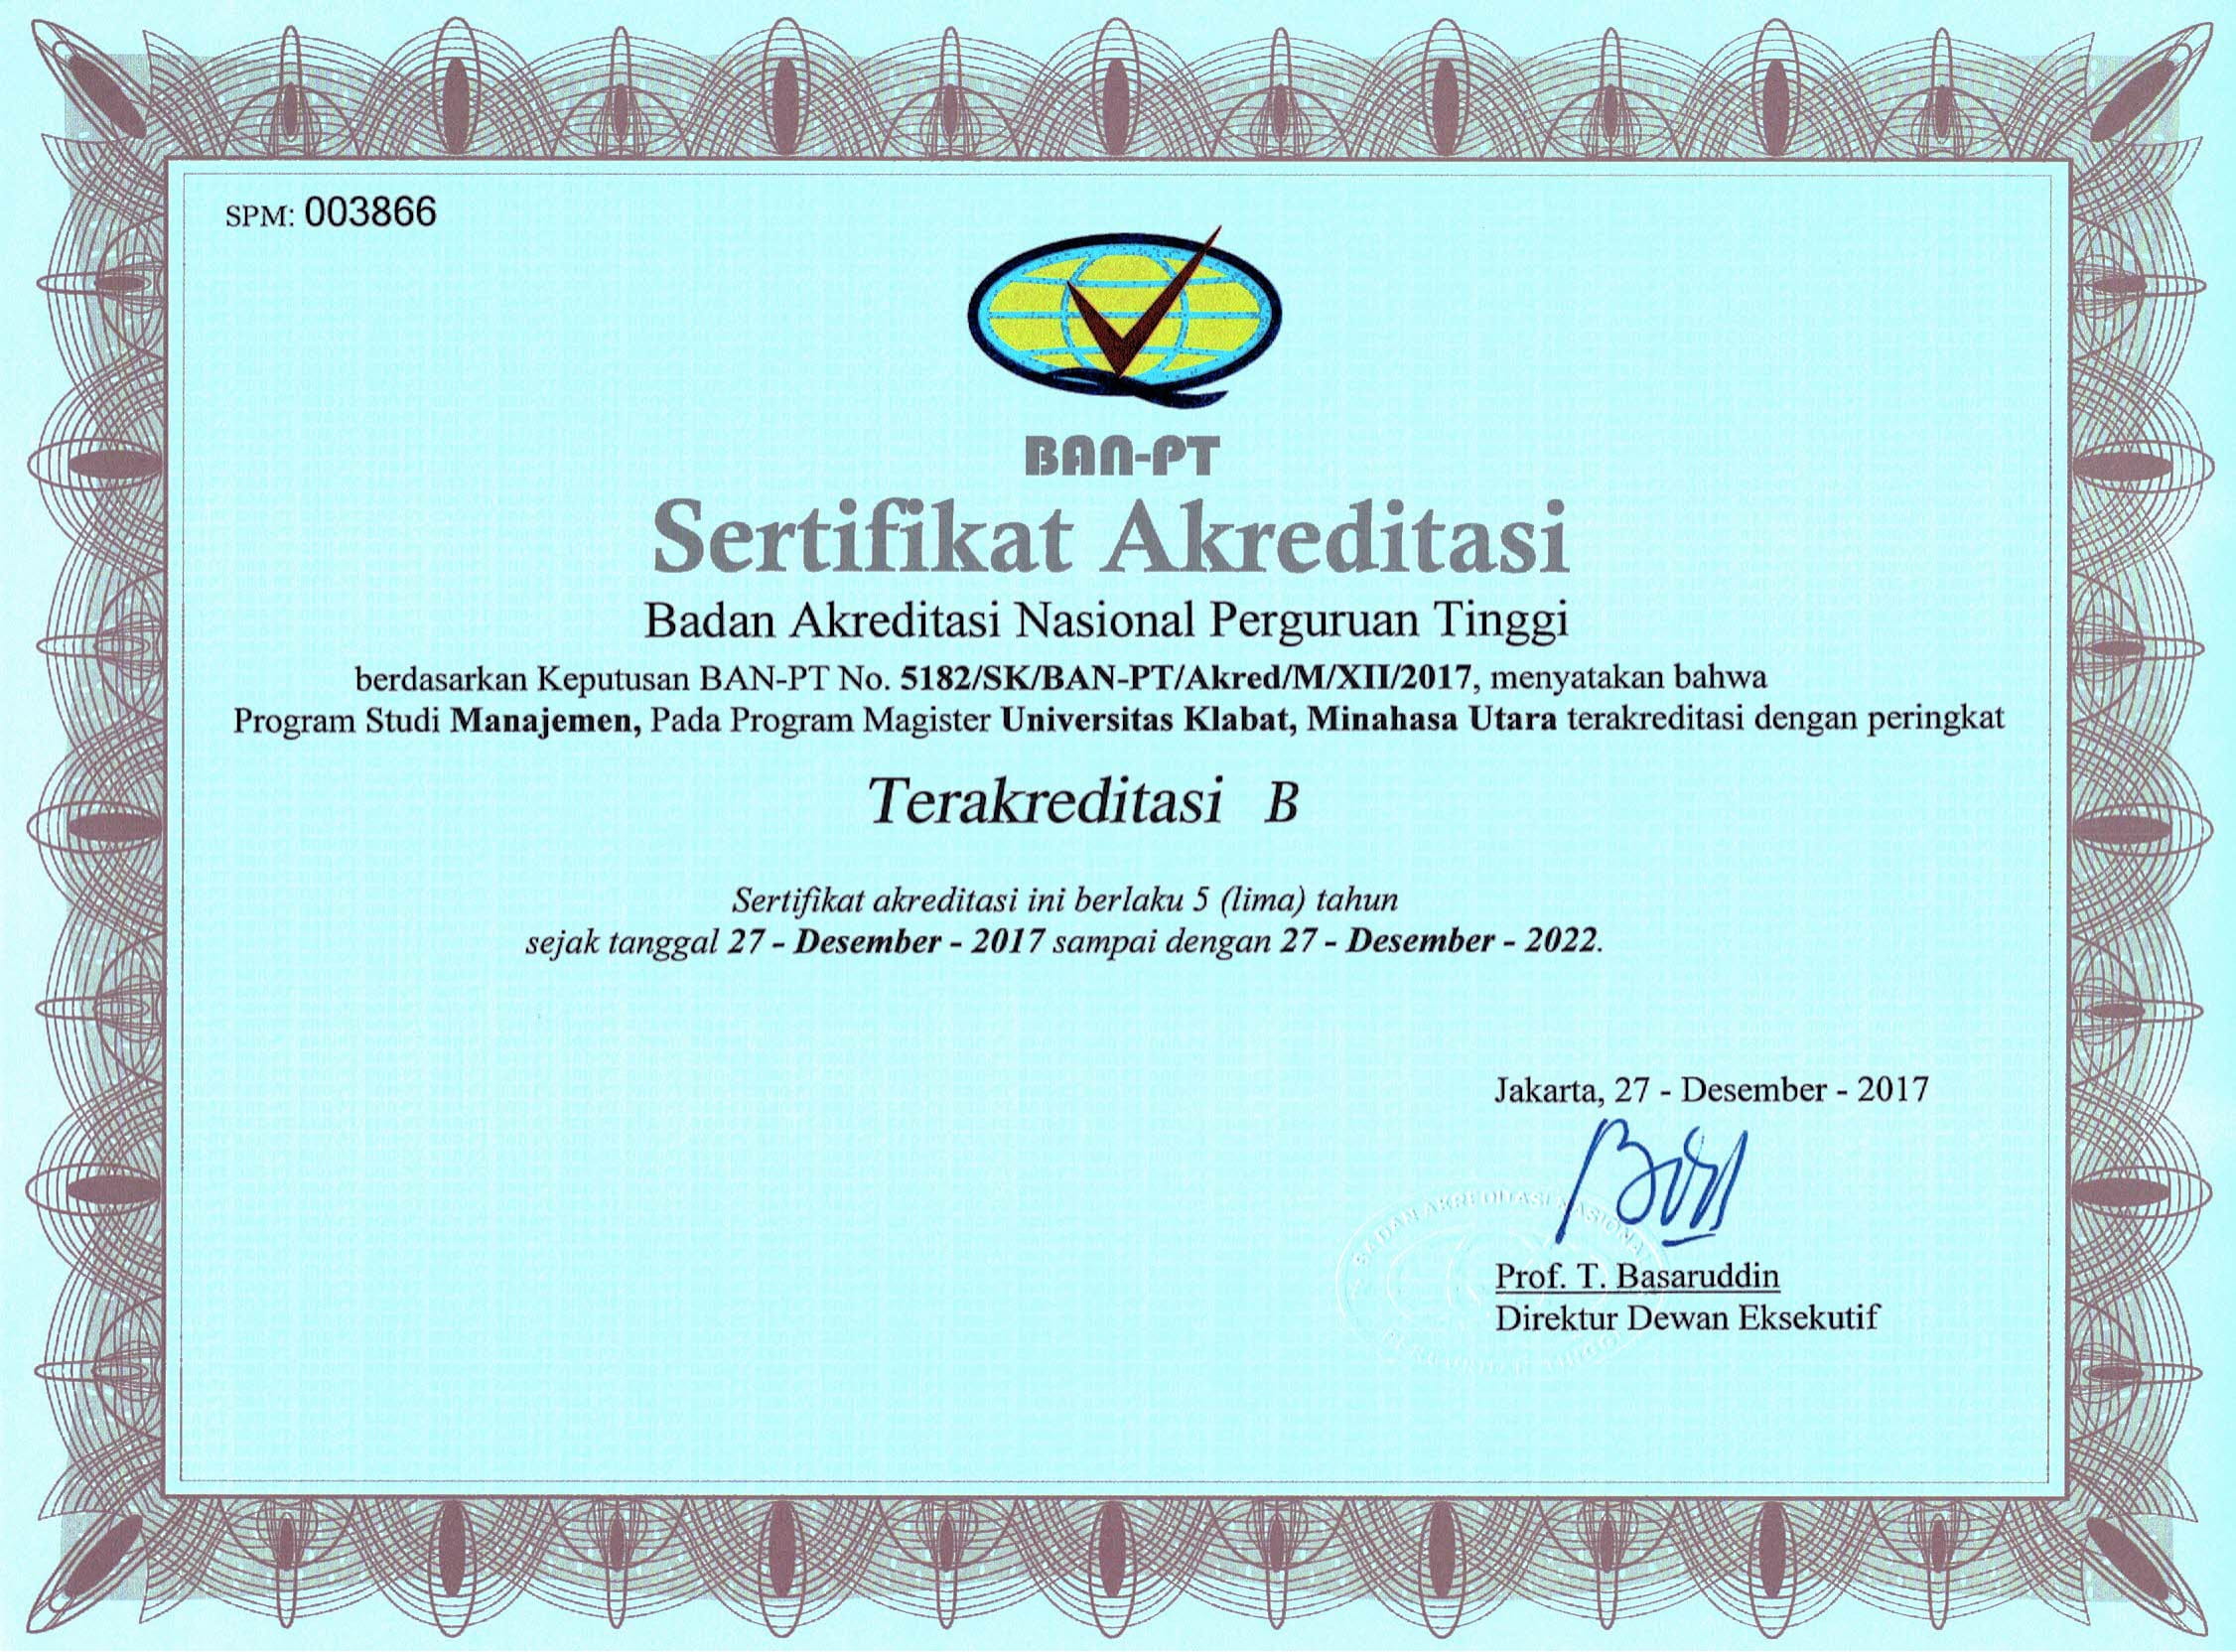 SPM: 003866
BAN-PT
Sertifikat Akreditasi
Badan Akreditasi Nasional Perguruan Tinggi
berdasarkan Keputusan BAN-PT No. 5182/SK/BAN-PT/Akred/M/XII/2017, menyatakan bahwa
Program Studi Manajemen, Pada Program Magister Universitas Klabat, Minahasa Utara terakreditasi dengan peringkat
Terakreditasi B
Sertifikat akreditasi ini berlaku 5 (lima) tahun
sejak tanggal 27 - Desember - 2017 sampai dengan 27 - Desember - 2022.
Jakarta, 27 - Desember - 2017
BADAN AKREDITASI NASIONAL
Prof. T. Basaruddin
Direktur Dewan Eksekutif